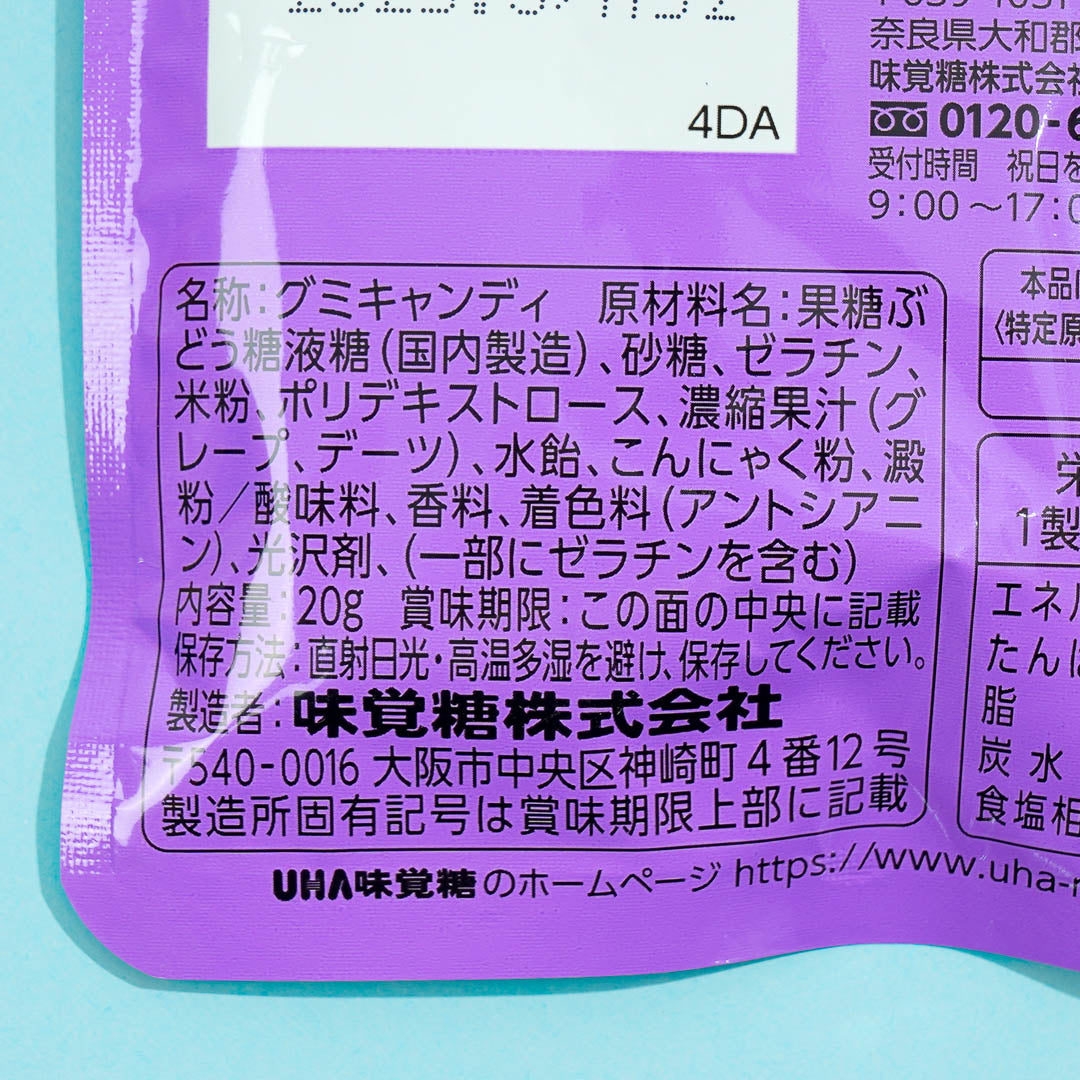 4DA
奈良県大和郡
味覚糖株式会社
0120-6
受付時間 祝日を
9:00～17:0
名称:グミキャンディ 原材料名:果糖ぶ
どう糖液糖(国内製造)、砂糖、ゼラチン、
米粉、ポリデキストロース、濃縮果汁(グ
レープ、デーツ)、水飴、こんにゃく粉、澱
粉/酸味料、香料、着色料(アントシアニ
ン)、光沢剤、(一部にゼラチンを含む)
内容量:20g 賞味期限:この面の中央に記載
保存方法:直射日光・高温多湿を避け、保存してください。
製造者:味覚糖株式会社
〒540-0016 大阪市中央区神崎町4番12号
製造所固有記号は賞味期限上部に記載
本品
〈特定原
栄
1製
エネル
たんぱ
脂
炭水
食塩相
UHA味覚糖のホームページ https://www.uha-